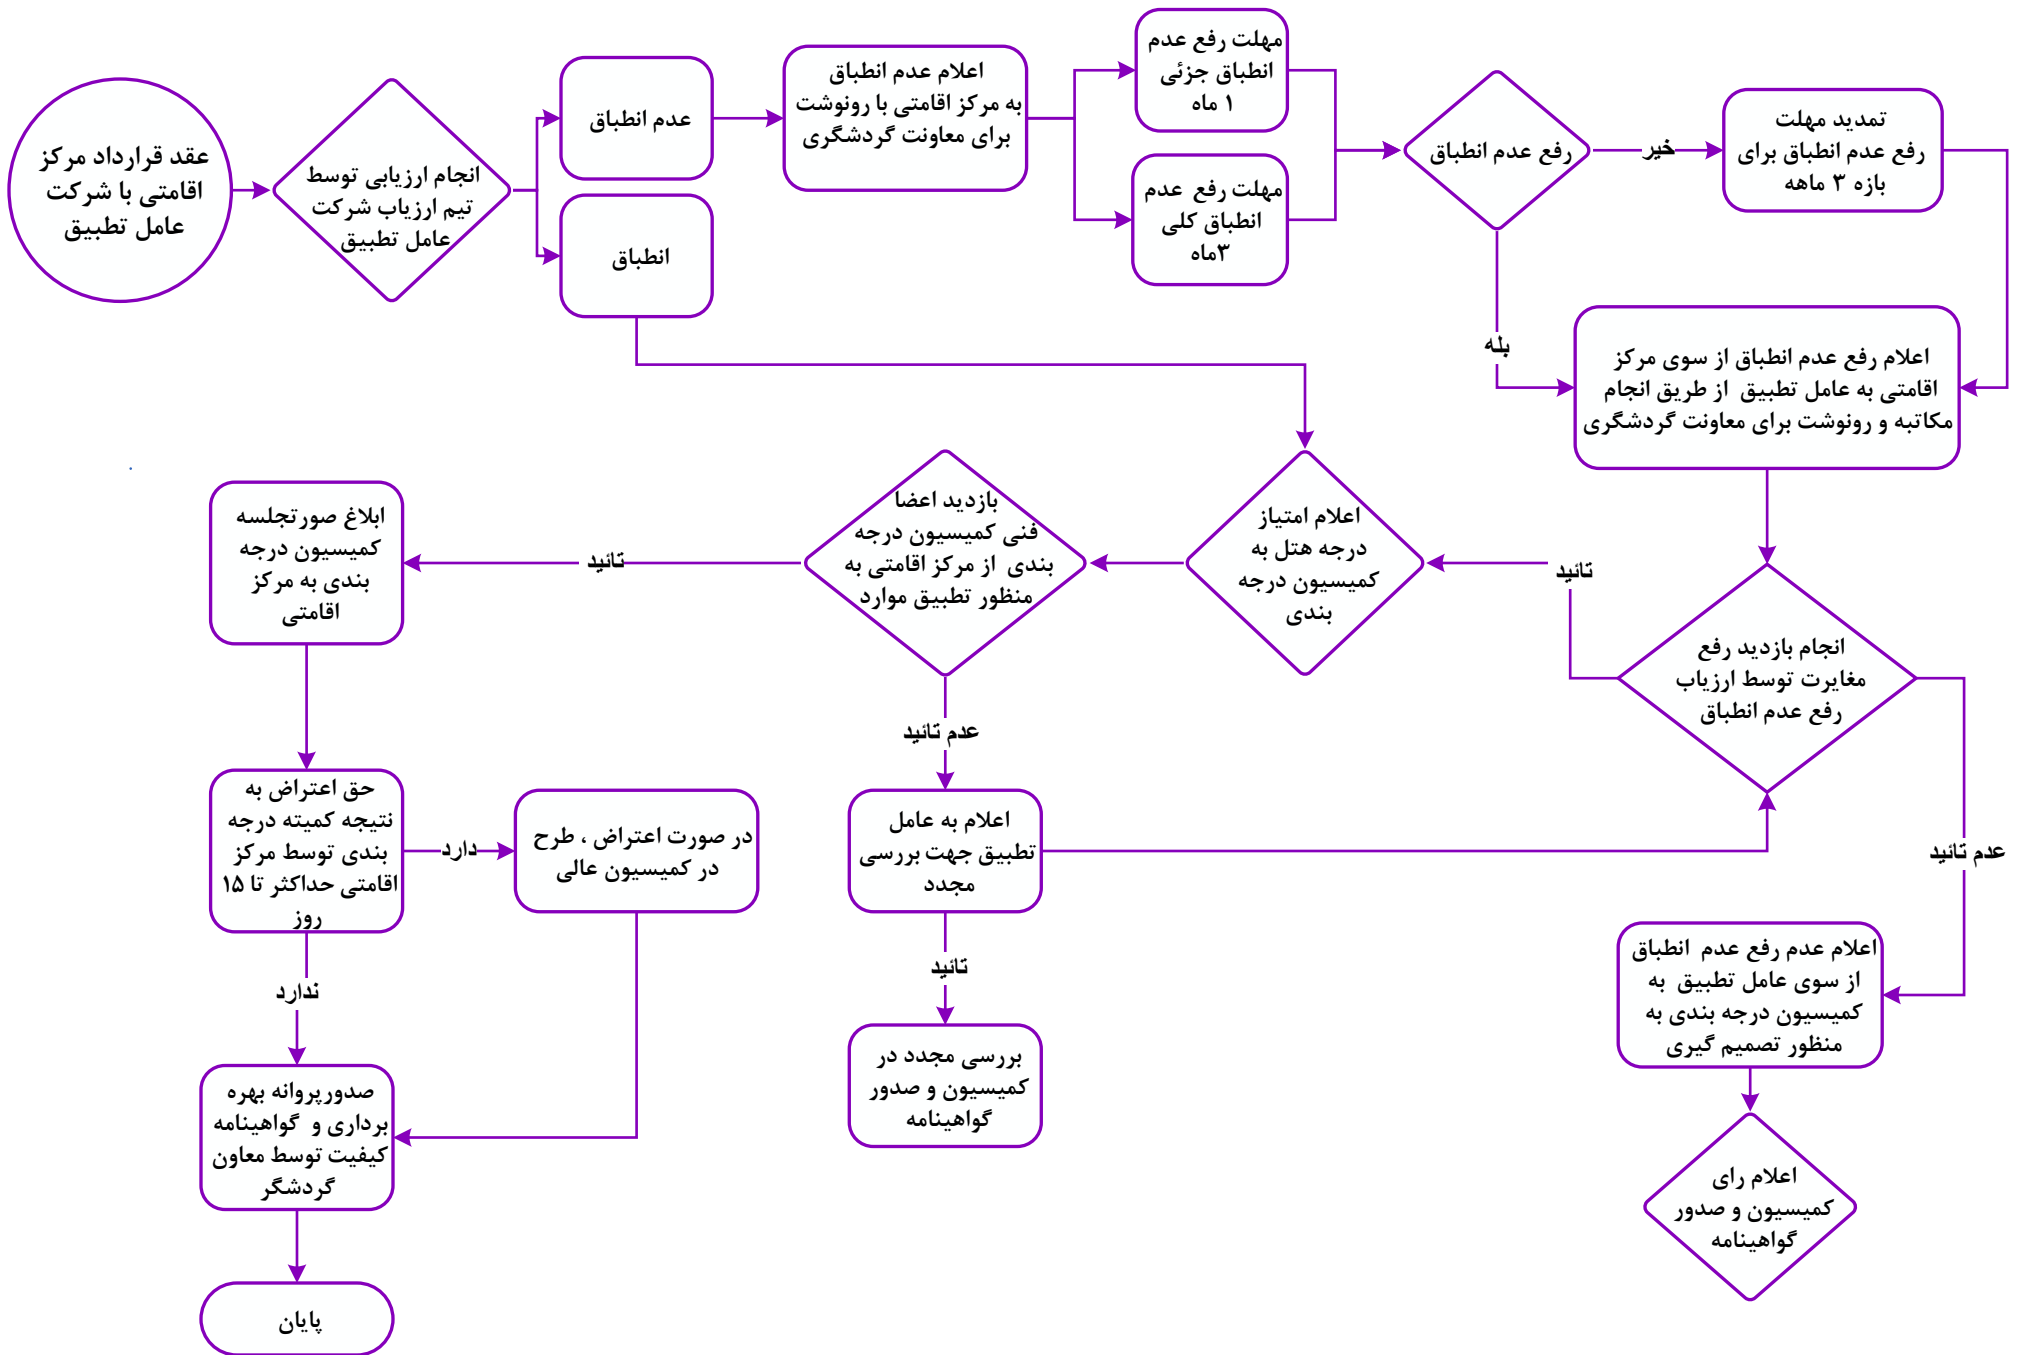 عقد قرارداد مرکز
اقامتی با شرکت
عامل تطبیق
انجام ارزیابی توسط
تیم ارزیاب شرکت
عامل تطبیق
عدم انطباق
انطباق
اعلام عدم انطباق
به مرکز اقامتی با رونوشت
برای معاونت گردشگری
مهلت رفع عدم
انطباق جزئی
۱ ماه
مهلت رفع عدم
انطباق کلی
۳ماه
رفع عدم انطباق
خیر
تمدید مهلت
رفع عدم انطباق برای
بازه ۳ ماهه
بله
اعلام رفع عدم انطباق از سوی مرکز
اقامتی به عامل تطبیق از طریق انجام
مکاتبه و رونوشت برای معاونت گردشگری
انجام بازدید رفع
مغایرت توسط ارزیاب
رفع عدم انطباق
تائید
عدم تائید
اعلام امتیاز
درجه هتل به
کمیسیون درجه
بندی
بازدید اعضا
فنی کمیسیون درجه
بندی از مرکز اقامتی به
منظور تطبیق موارد
تائید
عدم تائید
ابلاغ صورتجلسه
کمیسیون درجه
بندی به مرکز
اقامتی
حق اعتراض به
نتیجه کمیته درجه
بندی توسط مرکز
اقامتی حداکثر تا ۱۵
روز
دارد
در صورت اعتراض ، طرح
در کمیسیون عالی
ندارد
اعلام به عامل
تطبیق جهت بررسی
مجدد
تائید
بررسی مجدد در
کمیسیون و صدور
گواهینامه
اعلام عدم رفع عدم انطباق
از سوی عامل تطبیق به
کمیسیون درجه بندی به
منظور تصمیم گیری
اعلام رای
کمیسیون و صدور
گواهینامه
صدورپروانه بهره
برداری و گواهینامه
کیفیت توسط معاون
گردشگر
پایان